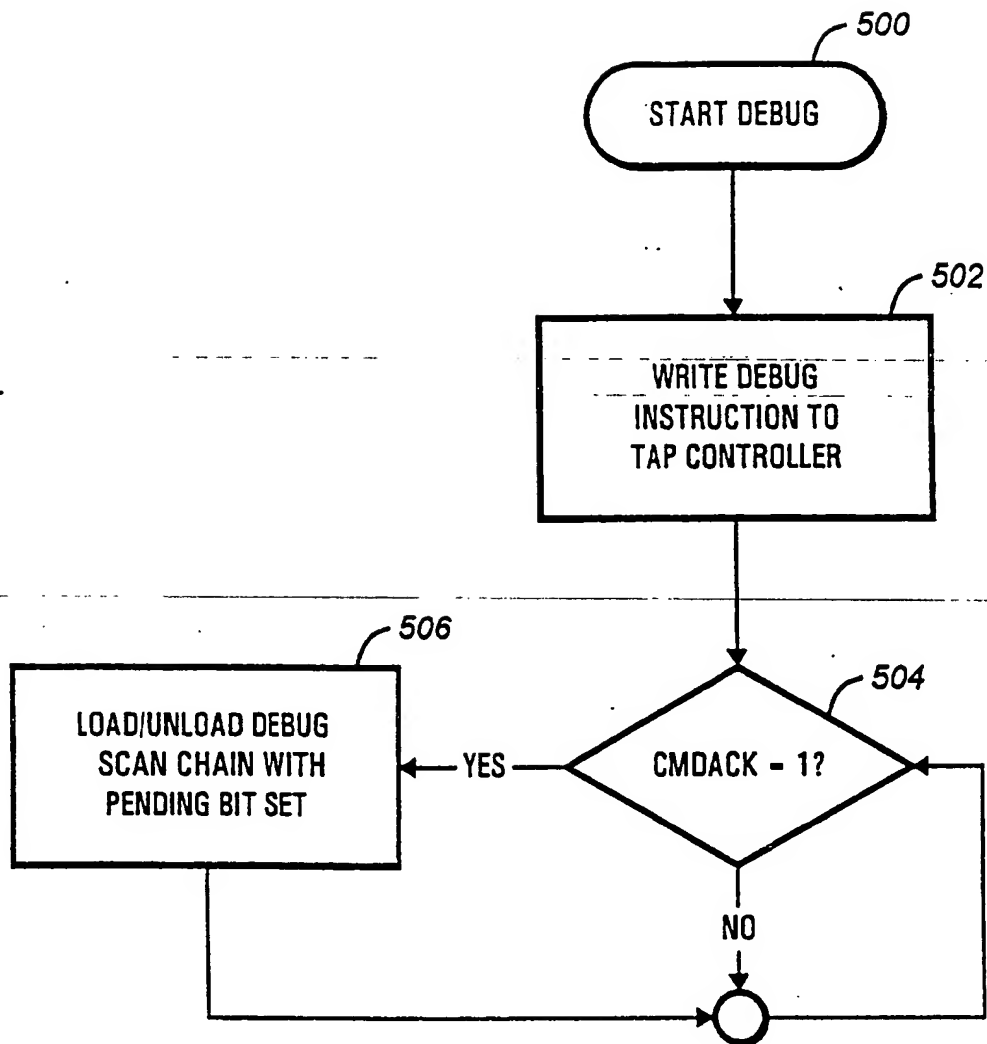 500
START DEBUG
502
WRITE DEBUG
INSTRUCTION TO
TAP CONTROLLER
506
LOAD/UNLOAD DEBUG
SCAN CHAIN WITH
PENDING BIT SET
YES
504
CMDACK = 1?
NO